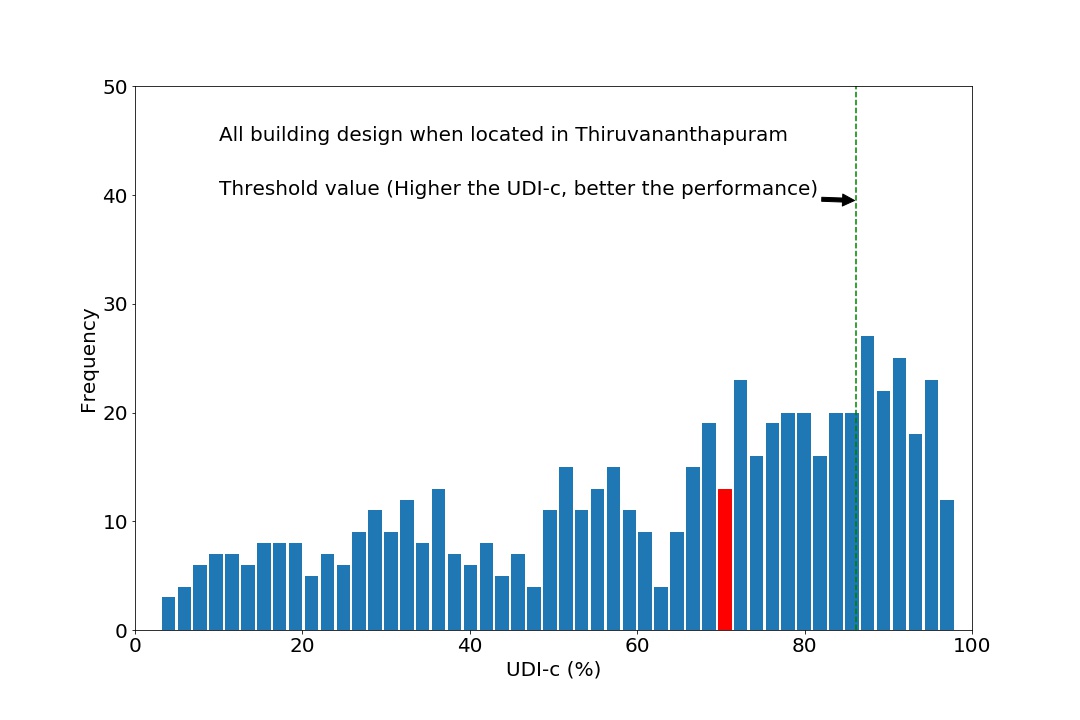 50
All building design when located in Thiruvananthapuram
Threshold value (Higher the UDI-c, better the performance)
40
30
Frequency
20
10
0
0 20 40 60 80 100
UDI-c (%)